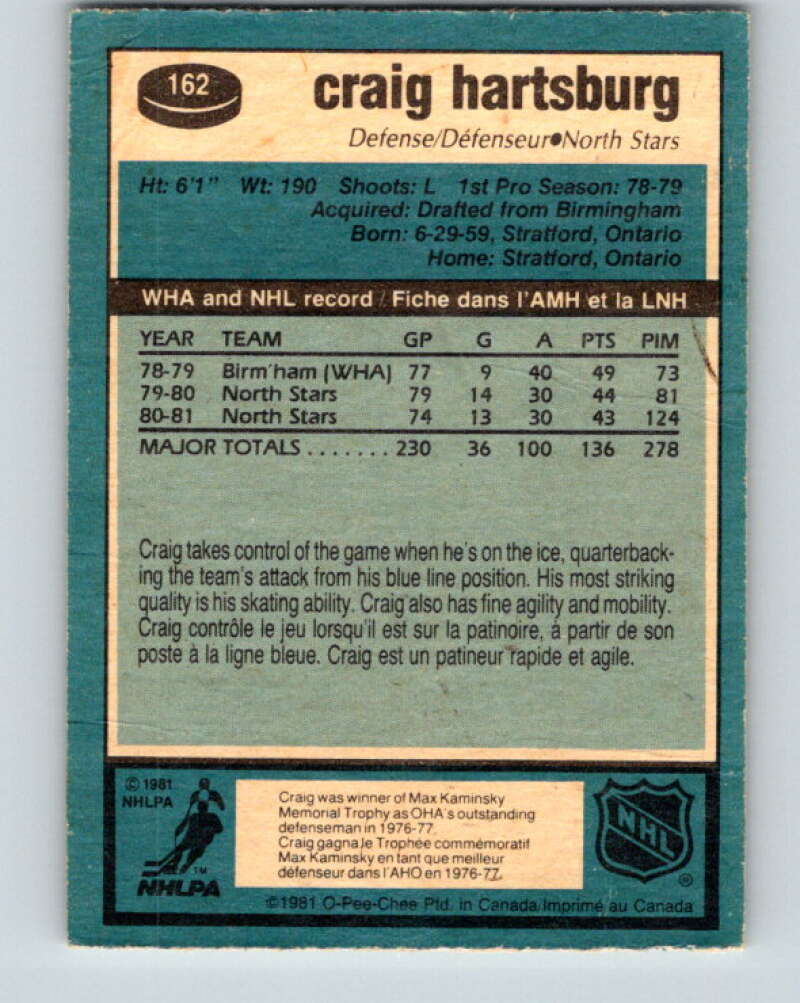 162
craig hartsburg
Defense/Défenseur•North Stars
Ht: 6'1" Wt: 190 Shoots: L 1st Pro Season: 78-79
Acquired: Drafted from Birmingham
Born: 6-29-59, Stratford, Ontario
Home: Stratford, Ontario
WHA and NHL record / Fiche dans l'AMH et la LNH
YEAR TEAM GP G A PTS PIM
78-79 Birm'ham (WHA) 77 9 40 49 73
79-80 North Stars 79 14 30 44 81
80-81 North Stars 74 13 30 43 124
MAJOR TOTALS ....... 230 36 100 136 278
Craig takes control of the game when he's on the ice, quarterback-
ing the team's attack from his blue line position. His most striking
quality is his skating ability. Craig also has fine agility and mobility.
Craig contrôle le jeu lorsqu'il est sur la patinoire, à partir de son
poste à la ligne bleue. Craig est un patineur rapide et agile.
© 1981
NHLPA
TM
NHLPA
Craig was winner of Max Kaminsky
Memorial Trophy as OHA's outstanding
defenseman in 1976-77.
Craig gagna le Trophée commémoratif
Max Kaminsky en tant que meilleur
défenseur dans l'AHO en 1976-77.
NHL
®
© 1981 O-Pee-Chee Ptd. in Canada/Imprimé au Canada